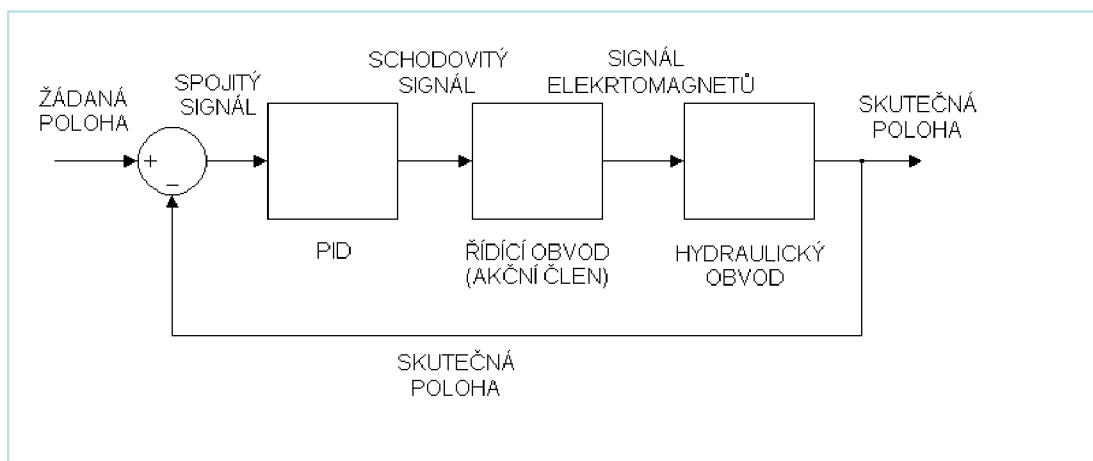 ŽÁDANÁ
POLOHA
SPOJITÝ
SIGNÁL
SCHODOVITÝ
SIGNÁL
SIGNÁL
ELEKRTOMAGNETŮ
SKUTEČNÁ
POLOHA
+
−
PID
ŘÍDÍCÍ OBVOD
(AKČNÍ ČLEN)
HYDRAULICKÝ
OBVOD
SKUTEČNÁ
POLOHA